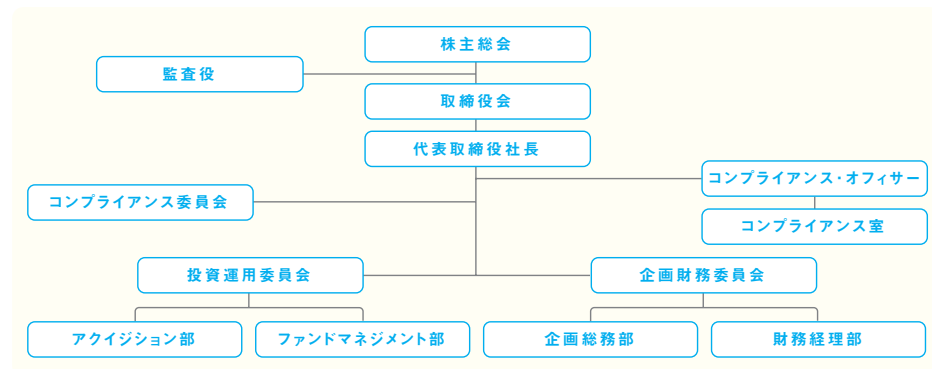 株主総会
監査役
取締役会
代表取締役社長
コンプライアンス・オフィサー
コンプライアンス委員会
コンプライアンス室
投資運用委員会
企画財務委員会
アクイジション部
ファンドマネジメント部
企画総務部
財務経理部